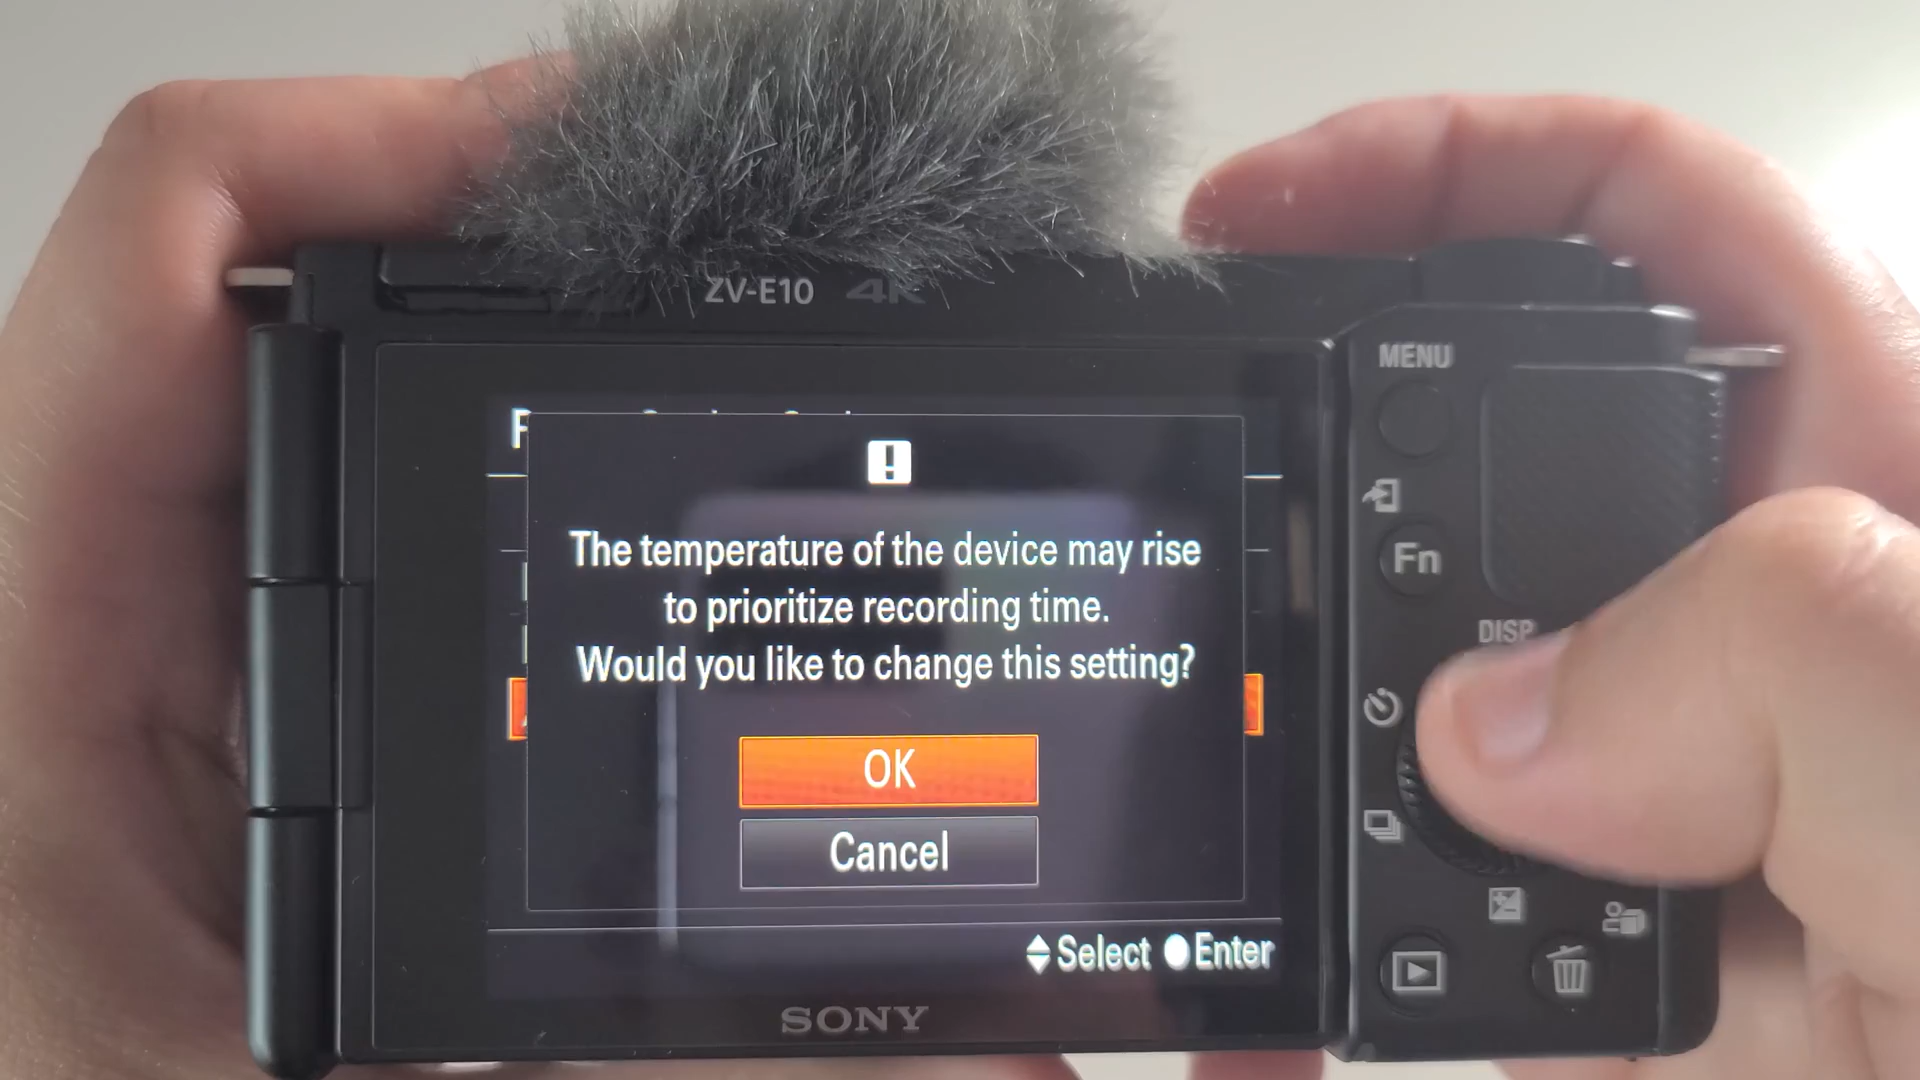 ZV-E10 4K
MENU
!
The temperature of the device may rise
to prioritize recording time.
Would you like to change this setting?
OK
Cancel
Select Enter
Fn
DISP
SONY